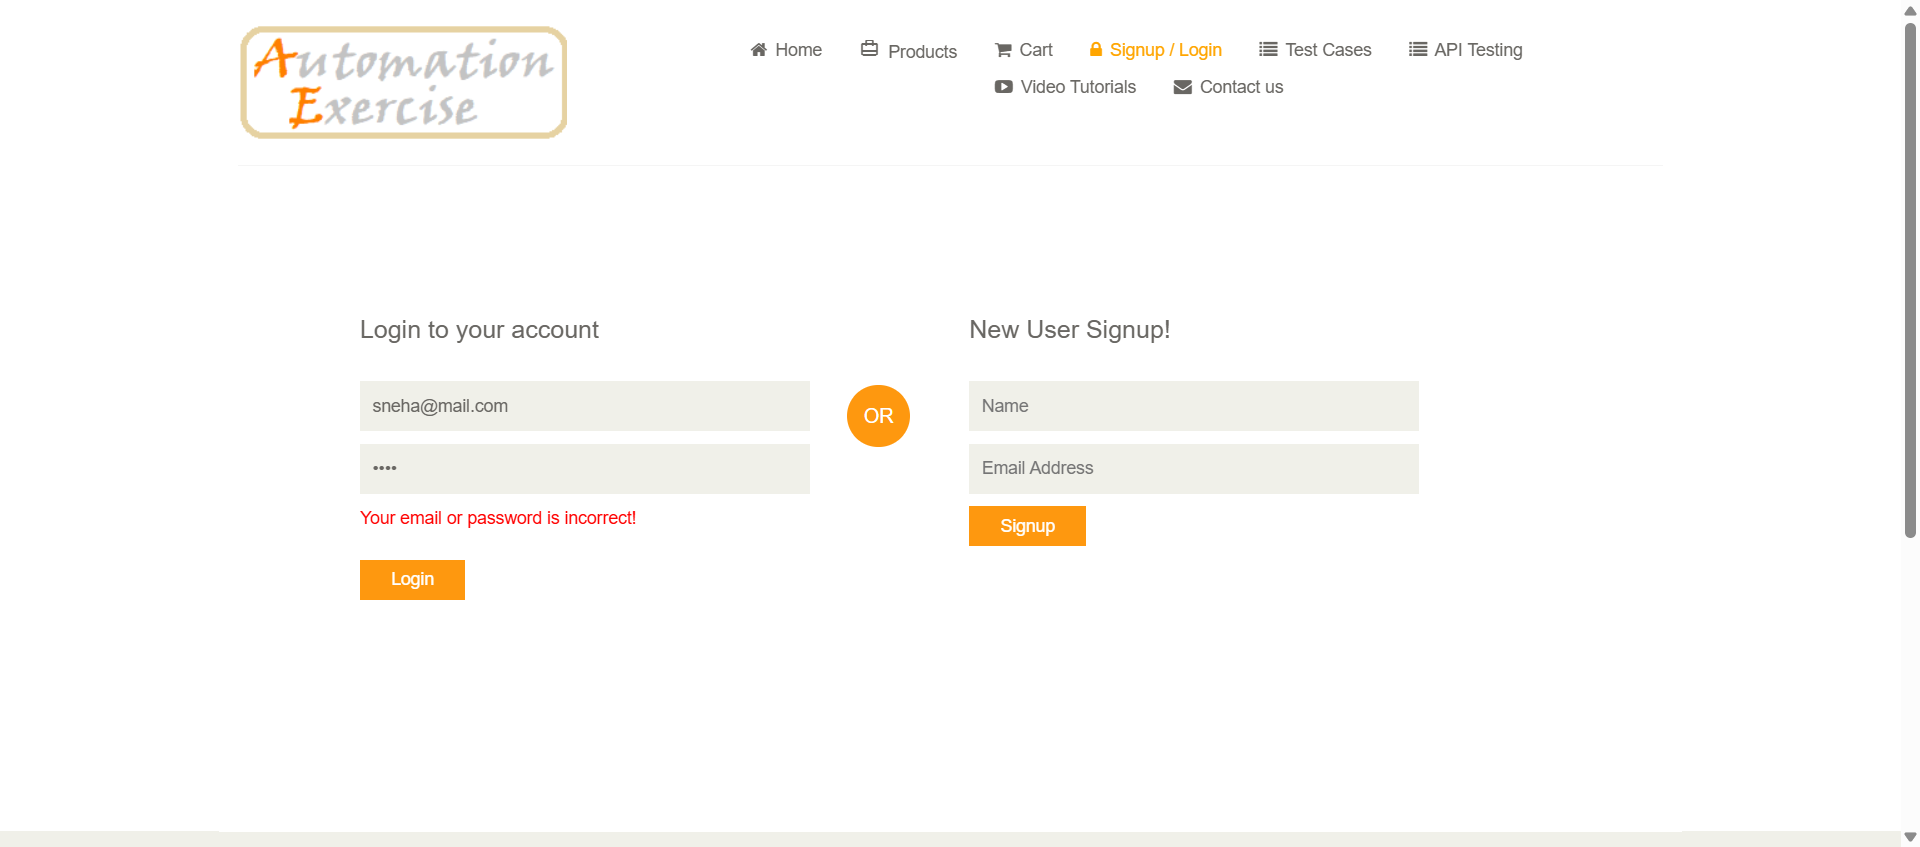 Automation
Exercise
Home Products Cart Signup / Login Test Cases API Testing
Video Tutorials Contact us
Login to your account
sneha@mail.com
••••
Your email or password is incorrect!
Login
OR
New User Signup!
Name
Email Address
Signup